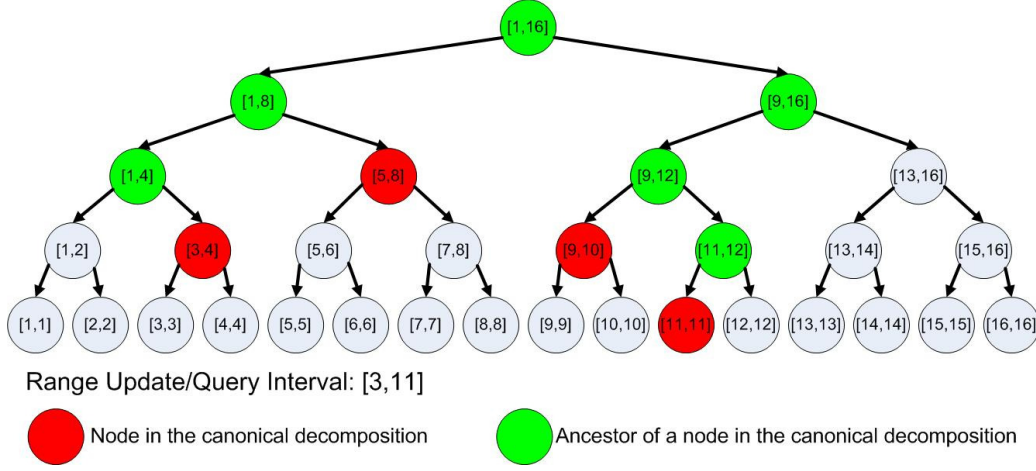 [1,16]
[1,8] [9,16]
[1,4] [5,8] [9,12] [13,16]
[1,2] [3,4] [5,6] [7,8] [9,10] [11,12] [13,14] [15,16]
[1,1] [2,2] [3,3] [4,4] [5,5] [6,6] [7,7] [8,8] [9,9] [10,10] [11,11] [12,12] [13,13] [14,14] [15,15] [16,16]
Range Update/Query Interval: [3,11]
Node in the canonical decomposition Ancestor of a node in the canonical decomposition